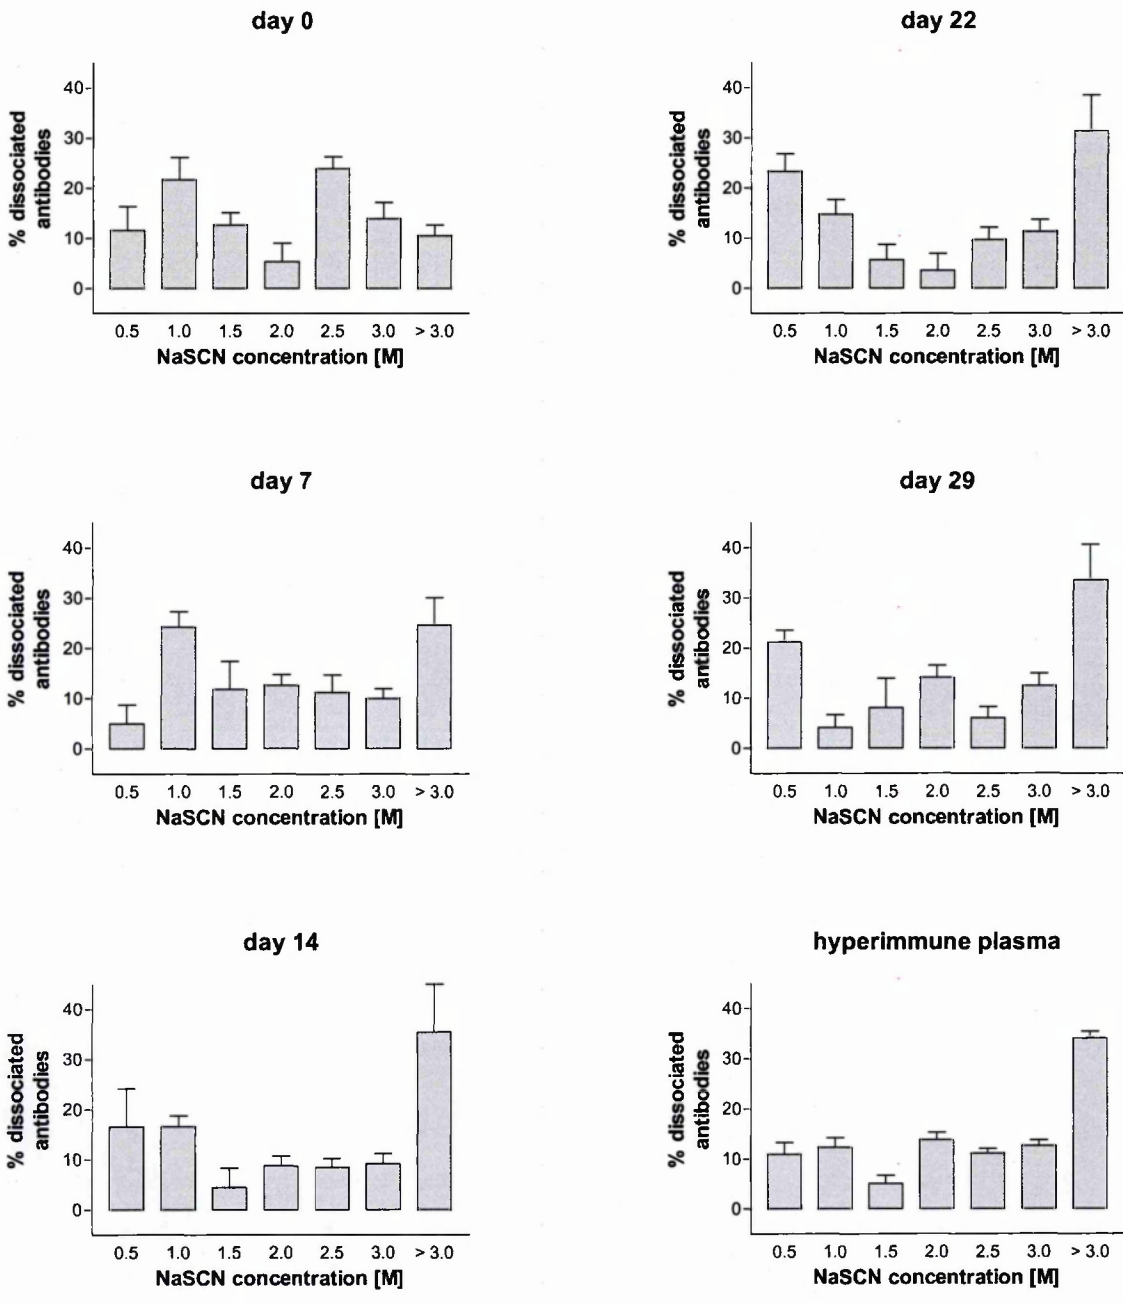 day 0
% dissociated
antibodies
40
30
20
10
0
0.5 1.0 1.5 2.0 2.5 3.0 > 3.0
NaSCN concentration [M]
day 22
% dissociated
antibodies
40
30
20
10
0
0.5 1.0 1.5 2.0 2.5 3.0 > 3.0
NaSCN concentration [M]
day 7
% dissociated
antibodies
40
30
20
10
0
0.5 1.0 1.5 2.0 2.5 3.0 > 3.0
NaSCN concentration [M]
day 29
% dissociated
antibodies
40
30
20
10
0
0.5 1.0 1.5 2.0 2.5 3.0 > 3.0
NaSCN concentration [M]
day 14
% dissociated
antibodies
40
30
20
10
0
0.5 1.0 1.5 2.0 2.5 3.0 > 3.0
NaSCN concentration [M]
hyperimmune plasma
% dissociated
antibodies
40
30
20
10
0
0.5 1.0 1.5 2.0 2.5 3.0 > 3.0
NaSCN concentration [M]